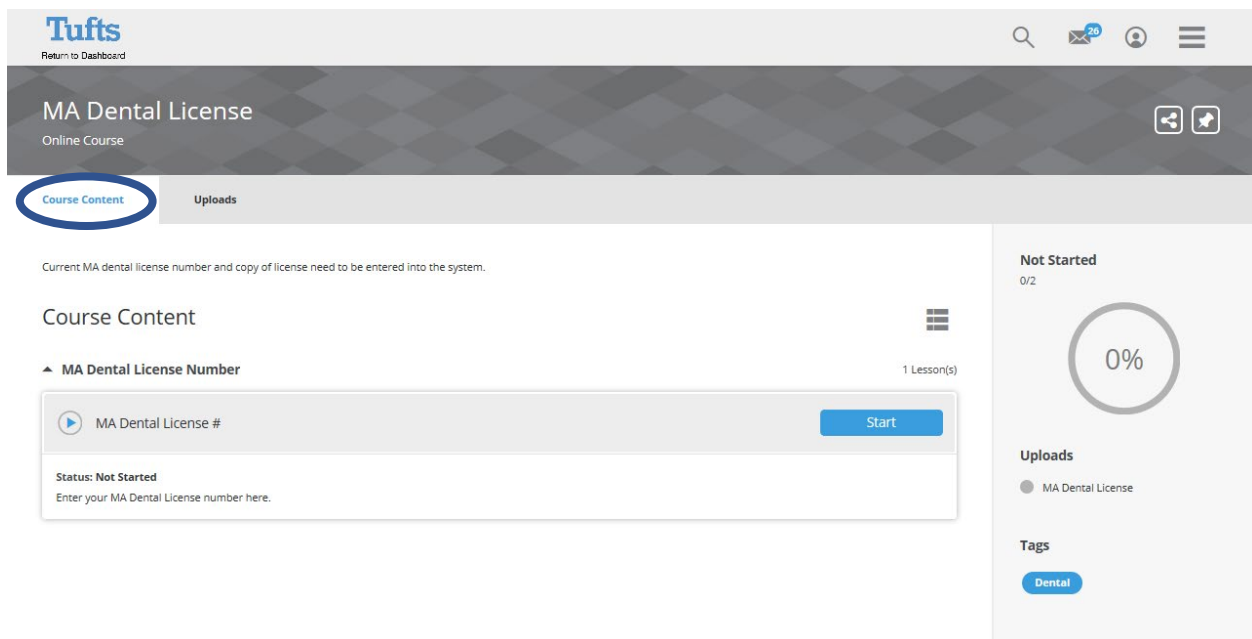 Tufts
Return to Dashboard
26
MA Dental License
Online Course
Course Content
Uploads
Current MA dental license number and copy of license need to be entered into the system.
Course Content
MA Dental License Number
1 Lesson(s)
MA Dental License #
Start
Status: Not Started
Enter your MA Dental License number here.
Not Started
0/2
0%
Uploads
MA Dental License
Tags
Dental